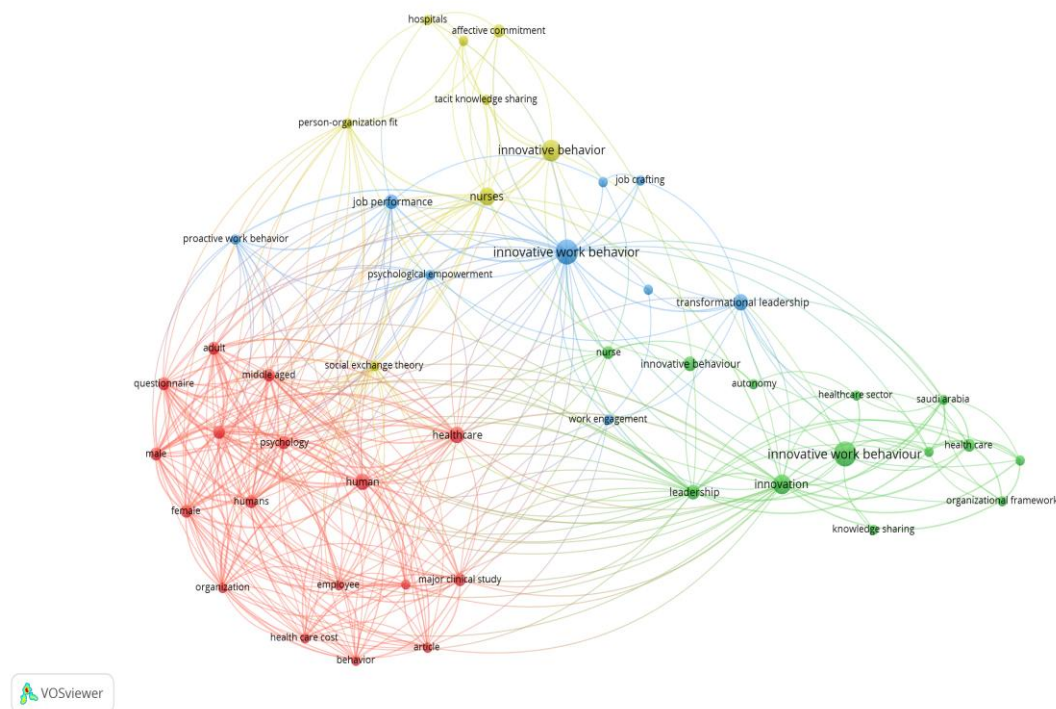 hospitals
affective commitment
tacit knowledge sharing
person-organization fit
innovative behavior
job crafting
nurses
job performance
proactive work behavior
innovative work behavior
psychological empowerment
transformational leadership
adult
nurse
social exchange theory
innovative behaviour
middle aged
questionnaire
autonomy
healthcare sector
saudi arabia
work engagement
healthcare
psychology
health care
male
innovative work behaviour
human
innovation
leadership
humans
organizational framework
female
knowledge sharing
major clinical study
employee
organization
health care cost
article
behavior
VOSviewer